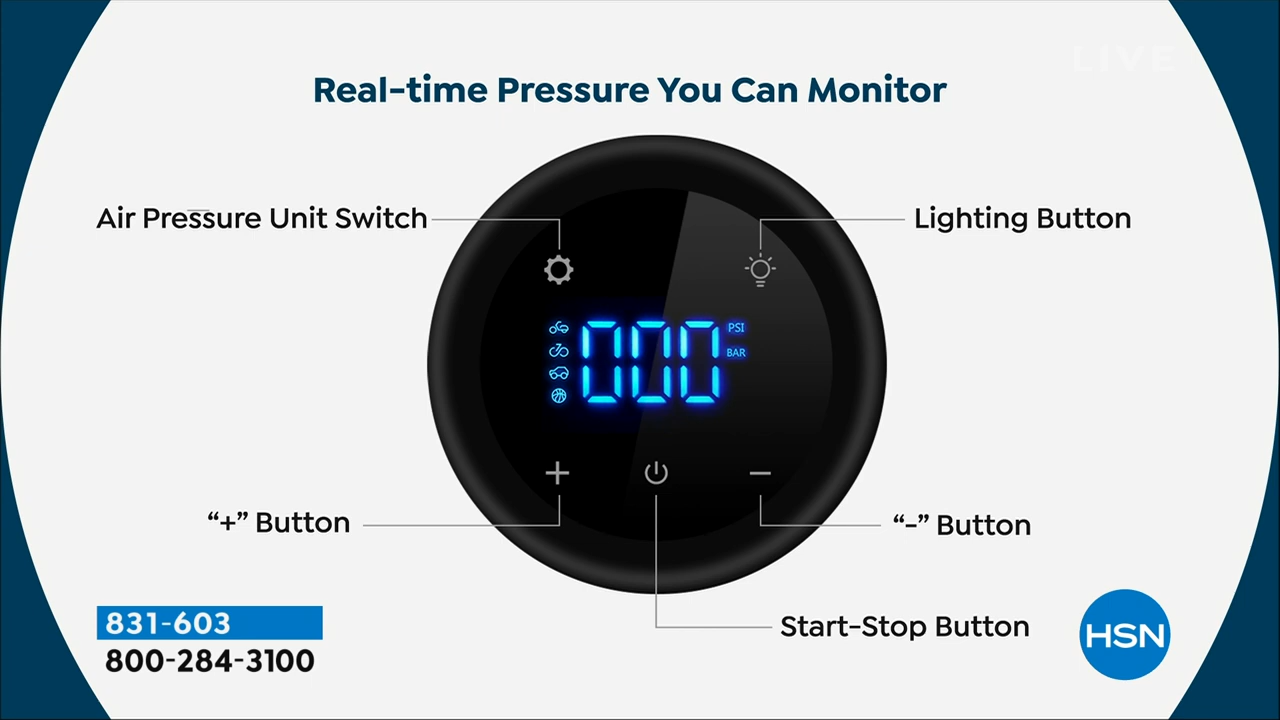 LIVE
Real-time Pressure You Can Monitor
Air Pressure Unit Switch
Lighting Button
000
PSI
BAR
“+” Button
“-” Button
Start-Stop Button
831-603
800-284-3100
HSN